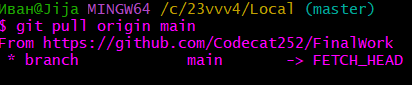 Иван@Jija MINGW64 /c/23vvv4/Local (master)
$ git pull origin main
From https://github.com/Codecat252/FinalWork
 * branch            main       -> FETCH_HEAD